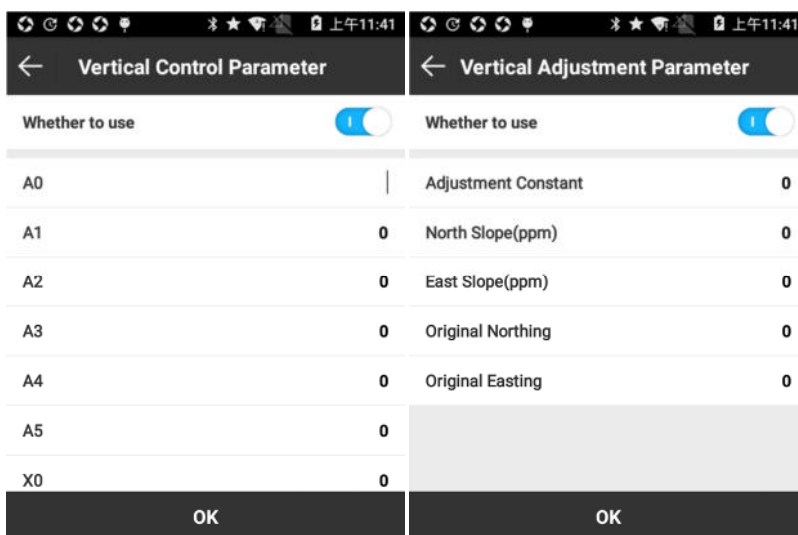 上午11:41
Vertical Control Parameter
Whether to use
A0
A1 0
A2 0
A3 0
A4 0
A5 0
X0 0
OK
上午11:41
Vertical Adjustment Parameter
Whether to use
Adjustment Constant 0
North Slope(ppm) 0
East Slope(ppm) 0
Original Northing 0
Original Easting 0
OK